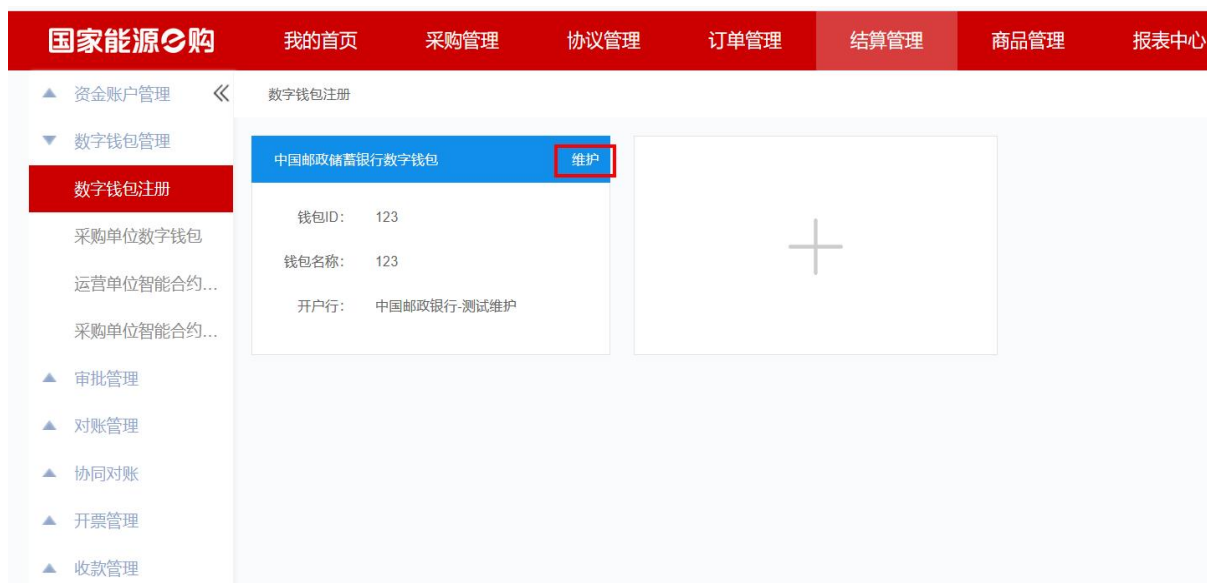 国家能源e购
我的首页
采购管理
协议管理
订单管理
结算管理
商品管理
报表中心
资金账户管理
数字钱包管理
数字钱包注册
采购单位数字钱包
运营单位智能合约...
采购单位智能合约...
审批管理
对账管理
协同对账
开票管理
收款管理
数字钱包注册
中国邮政储蓄银行数字钱包 维护
钱包ID: 123
钱包名称: 123
开户行: 中国邮政银行-测试维护